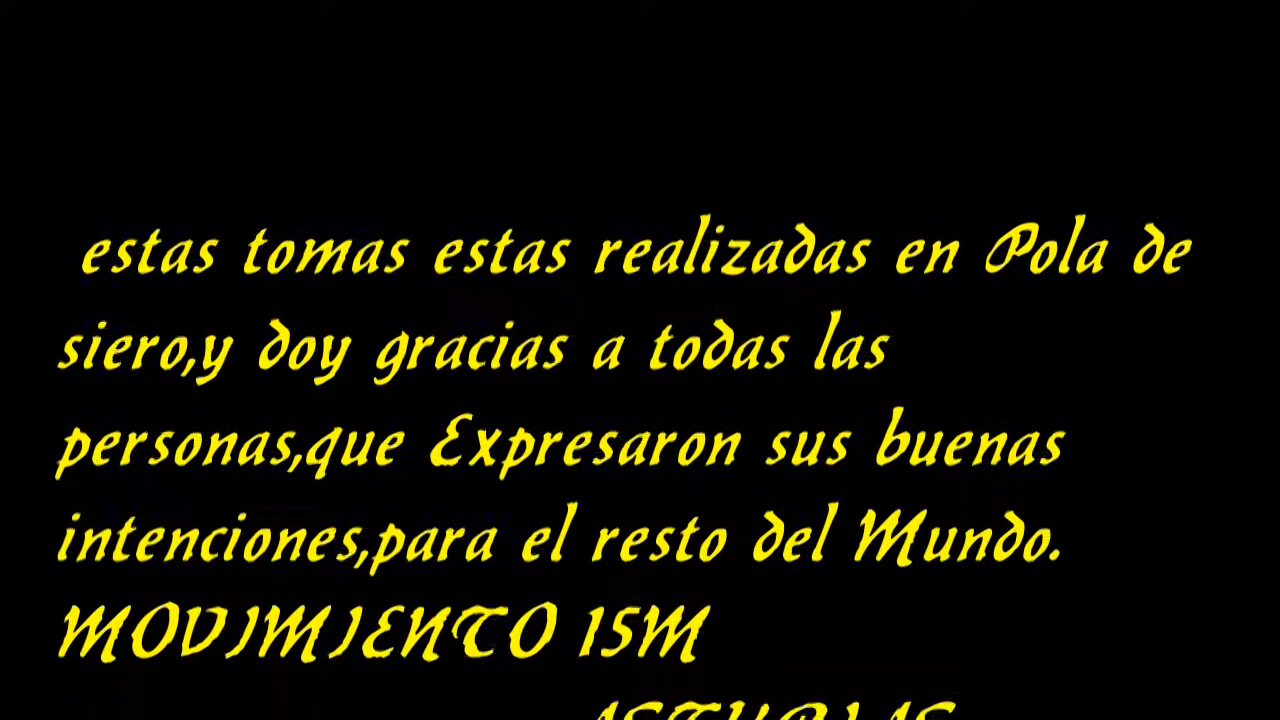 estas tomas estas realizadas en Pola de
siero,y doy gracias a todas las
personas,que Expresaron sus buenas
intenciones,para el resto del Mundo.
MOVIMIENTO 15M
ASTURIAS